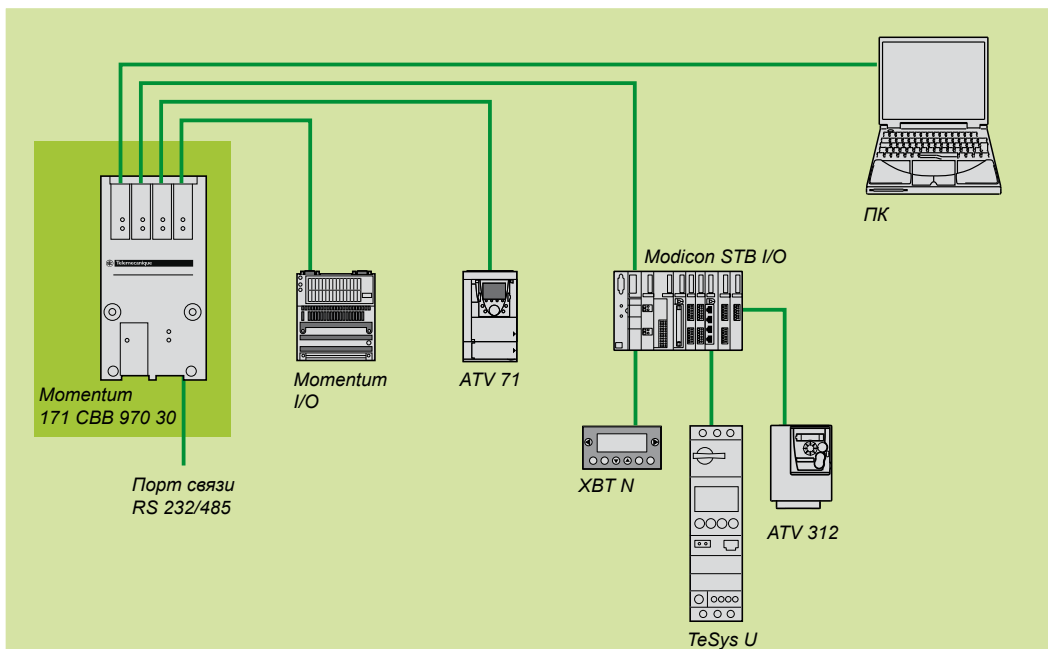 ПК
Telemecanique
Modicon STB I/O
Momentum
I/O
ATV 71
Momentum
171 CBB 970 30
XBT N
Порт связи
RS 232/485
ATV 312
TeSys U